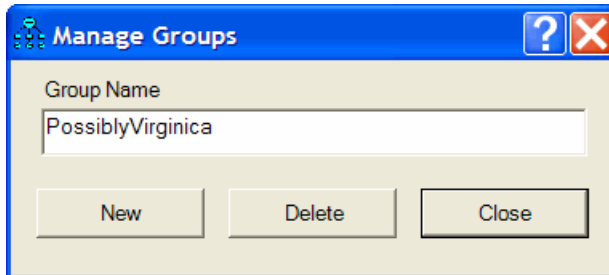 Manage Groups
?
Group Name
PossiblyVirginica
New Delete Close